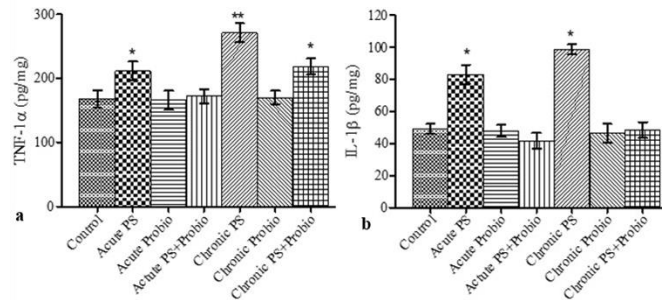 300
200
100
0
TNF-1α (pg/mg)
*
**
*
a
Control
Acute PS
Acute Probio
Actute PS+Probio
Chronic PS
Chronic Probio
Chronic PS+Probio
120
100
80
60
40
20
0
IL-1β (pg/mg)
*
*
b
Control
Acute PS
Acute Probio
Actute PS+Probio
Chronic PS
Chronic Probio
Chronic PS+Probio